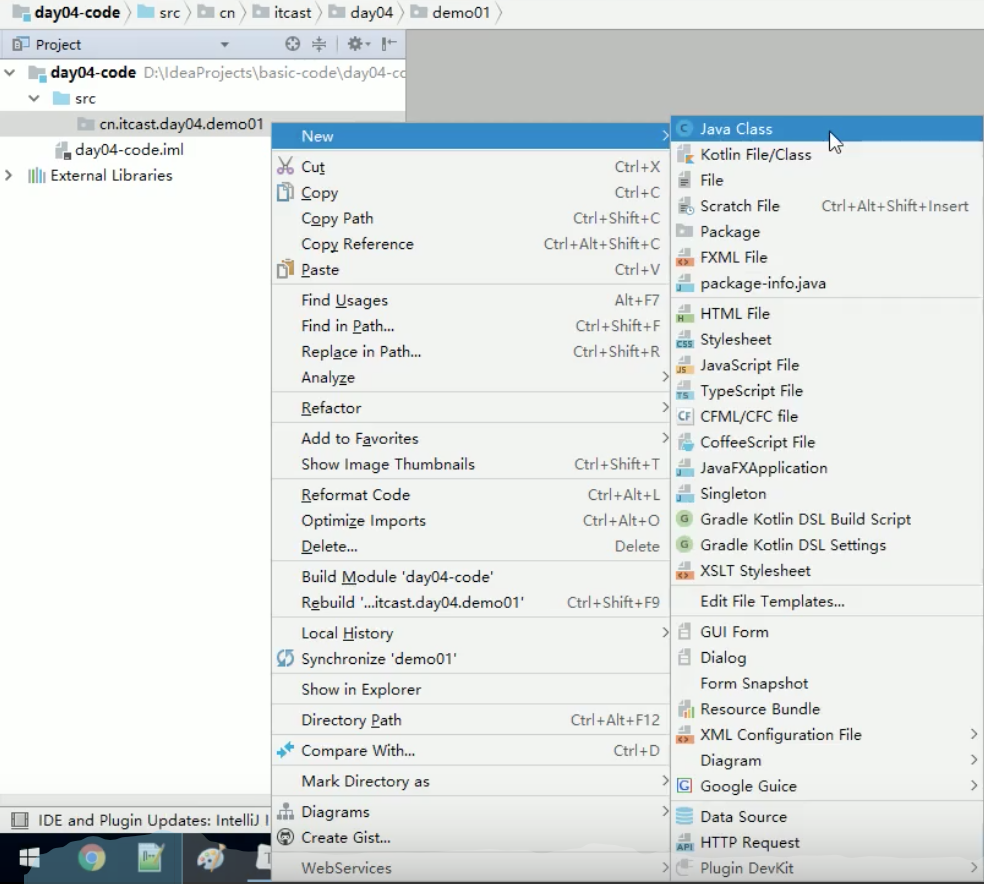 day04-code src cn itcast day04 demo01
Project
day04-code D:\IdeaProjects\basic-code\day04-cc
src
cn.itcast.day04.demo01
day04-code.iml
External Libraries
New
Cut Ctrl+X
Copy Ctrl+C
Copy Path Ctrl+Shift+C
Copy Reference Ctrl+Alt+Shift+C
Paste Ctrl+V
Find Usages Alt+F7
Find in Path... Ctrl+Shift+F
Replace in Path... Ctrl+Shift+R
Analyze
Refactor
Add to Favorites
Show Image Thumbnails Ctrl+Shift+T
Reformat Code Ctrl+Alt+L
Optimize Imports Ctrl+Alt+O
Delete... Delete
Build Module 'day04-code'
Rebuild '...itcast.day04.demo01' Ctrl+Shift+F9
Local History
Synchronize 'demo01'
Show in Explorer
Directory Path Ctrl+Alt+F12
Compare With... Ctrl+D
Mark Directory as
Diagrams
Create Gist...
WebServices
Java Class
Kotlin File/Class
File
Scratch File Ctrl+Alt+Shift+Insert
Package
FXML File
package-info.java
HTML File
Stylesheet
JavaScript File
TypeScript File
CFML/CFC file
CoffeeScript File
JavaFXApplication
Singleton
Gradle Kotlin DSL Build Script
Gradle Kotlin DSL Settings
XSLT Stylesheet
Edit File Templates...
GUI Form
Dialog
Form Snapshot
Resource Bundle
XML Configuration File
Diagram
Google Guice
Data Source
HTTP Request
Plugin DevKit
IDE and Plugin Updates: IntelliJ I